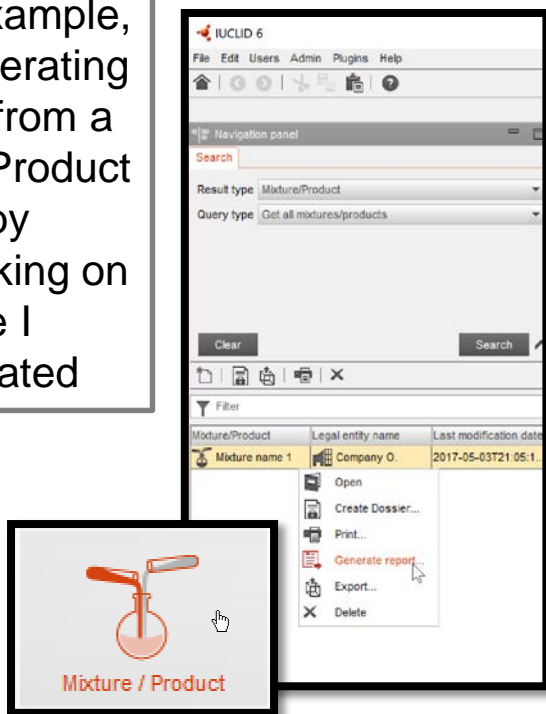 xample,
erating
from a
Product
by
king on
e I
ated
IUCLID 6
File Edit Users Admin Plugins Help
Navigation panel
Search
Result type Mixture/Product
Query type Get all mixtures/products
Clear Search
Filter
Mixture/Product Legal entity name Last modification date
Mixture name 1 Company O. 2017-05-03T21:05:1...
Open
Create Dossier...
Print...
Generate report...
Export...
Delete
Mixture / Product